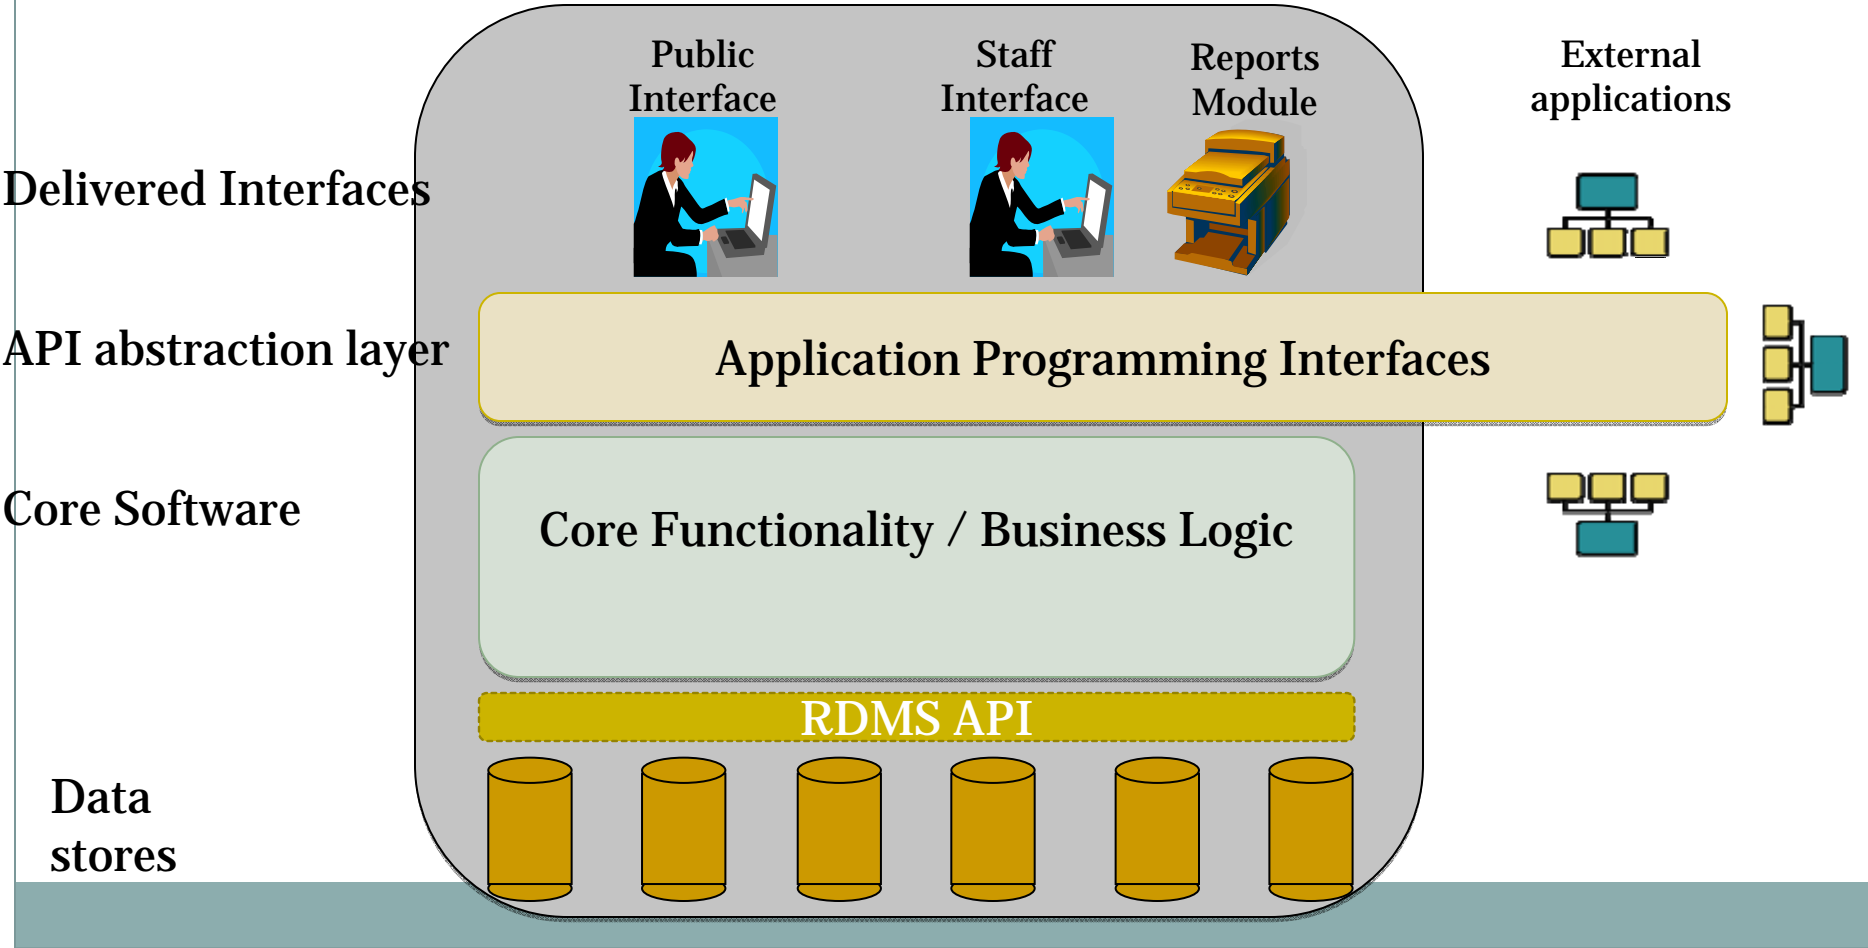 Public
Interface
Staff
Interface
Reports
Module
External
applications
Delivered Interfaces
API abstraction layer
Application Programming Interfaces
Core Software
Core Functionality / Business Logic
RDMS API
Data
stores